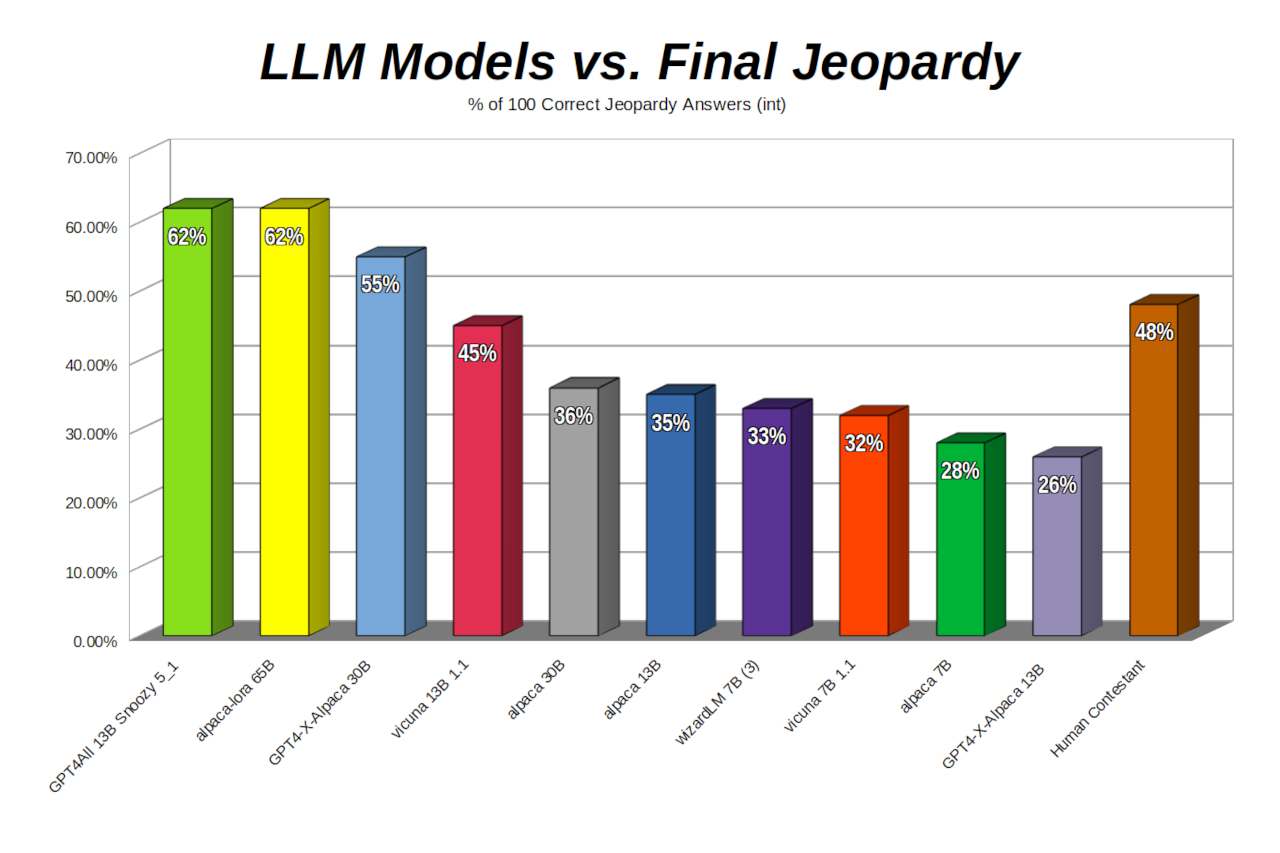 LLM Models vs. Final Jeopardy
% of 100 Correct Jeopardy Answers (int)
70.00%
60.00%
50.00%
40.00%
30.00%
20.00%
10.00%
0.00%
62%
62%
55%
45%
36%
35%
33%
32%
28%
26%
48%
GPT4All 13B Snoozy 5_1
alpaca-lora 65B
GPT4-X-Alpaca 30B
vicuna 13B 1.1
alpaca 30B
alpaca 13B
wizardLM 7B (3)
vicuna 7B 1.1
alpaca 7B
GPT4-X-Alpaca 13B
Human Contestant